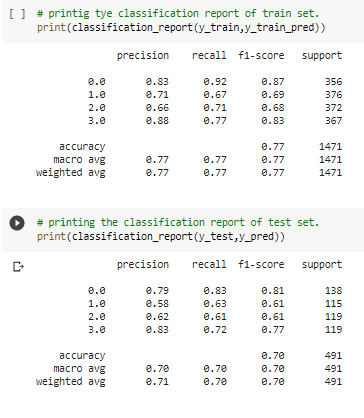 [ ] # printig tye classification report of train set.
print(classification_report(y_train,y_train_pred))
precision recall f1-score support
0.0 0.83 0.92 0.87 356
1.0 0.71 0.67 0.69 376
2.0 0.66 0.71 0.68 372
3.0 0.88 0.77 0.83 367
accuracy 0.77 1471
macro avg 0.77 0.77 0.77 1471
weighted avg 0.77 0.77 0.77 1471
# printing the classification report of test set.
print(classification_report(y_test,y_pred))
precision recall f1-score support
0.0 0.79 0.83 0.81 138
1.0 0.58 0.63 0.61 115
2.0 0.62 0.61 0.61 119
3.0 0.83 0.72 0.77 119
accuracy 0.70 491
macro avg 0.70 0.70 0.70 491
weighted avg 0.71 0.70 0.70 491